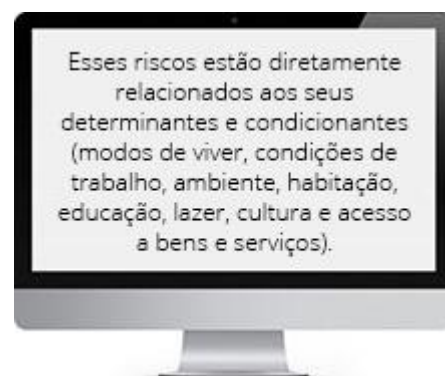 Esses riscos estão diretamente
relacionados aos seus
determinantes e condicionantes
(modos de viver, condições de
trabalho, ambiente, habitação,
educação, lazer, cultura e acesso
a bens e serviços).